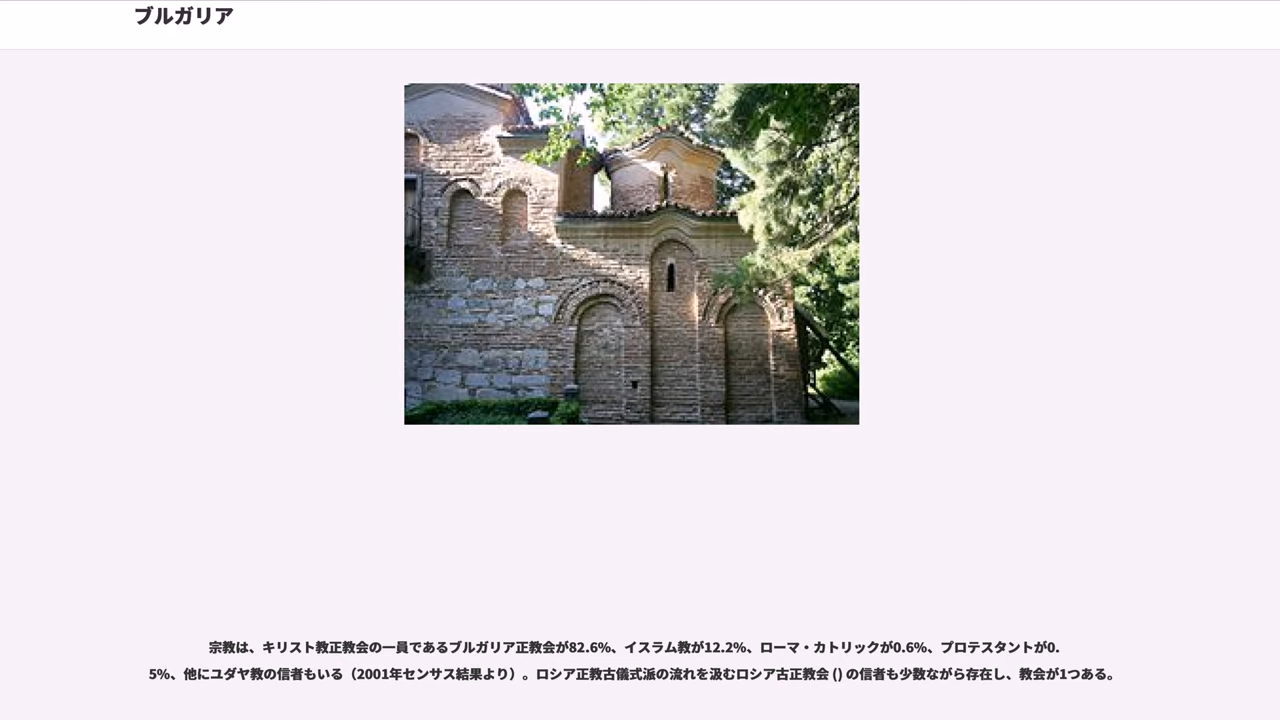 ブルガリア
宗教は、キリスト教正教会の一員であるブルガリア正教会が82.6%、イスラム教が12.2%、ローマ・カトリックが0.6%、プロテスタントが0.
5%、他にユダヤ教の信者もいる（2001年センサス結果より）。ロシア正教古儀式派の流れを汲むロシア古正教会 () の信者も少数ながら存在し、教会が1つある。